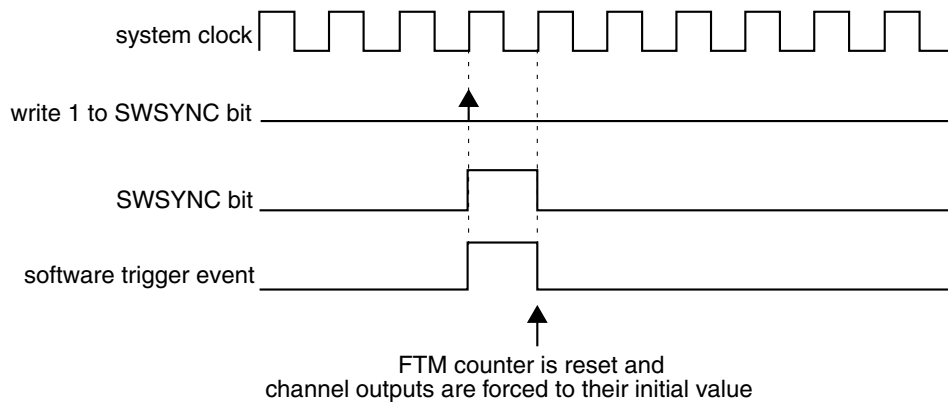 system clock
write 1 to SWSYNC bit
SWSYNC bit
software trigger event
FTM counter is reset and
channel outputs are forced to their initial value